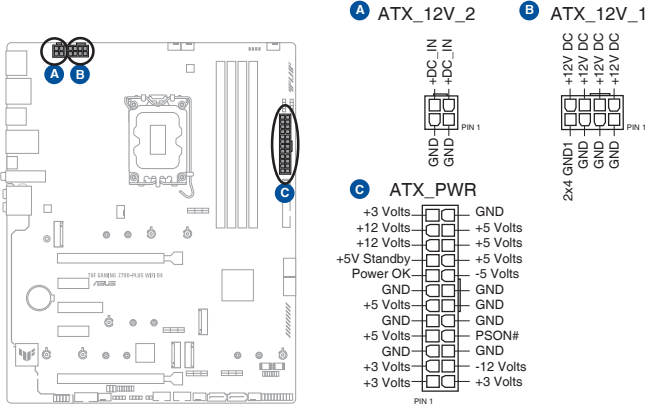 A ATX_12V_2
B ATX_12V_1
+DC_IN
+DC_IN
PIN 1
GND
GND
+12V DC
+12V DC
+12V DC
+12V DC
PIN 1
2x4 GND1
GND
GND
GND
A B
C
TUF GAMING Z790-PLUS WIFI D4
/ISUS
C ATX_PWR
+3 Volts GND
+12 Volts +5 Volts
+12 Volts +5 Volts
+5V Standby +5 Volts
Power OK -5 Volts
GND GND
+5 Volts GND
GND GND
+5 Volts PSON#
GND GND
+3 Volts -12 Volts
+3 Volts +3 Volts
PIN 1